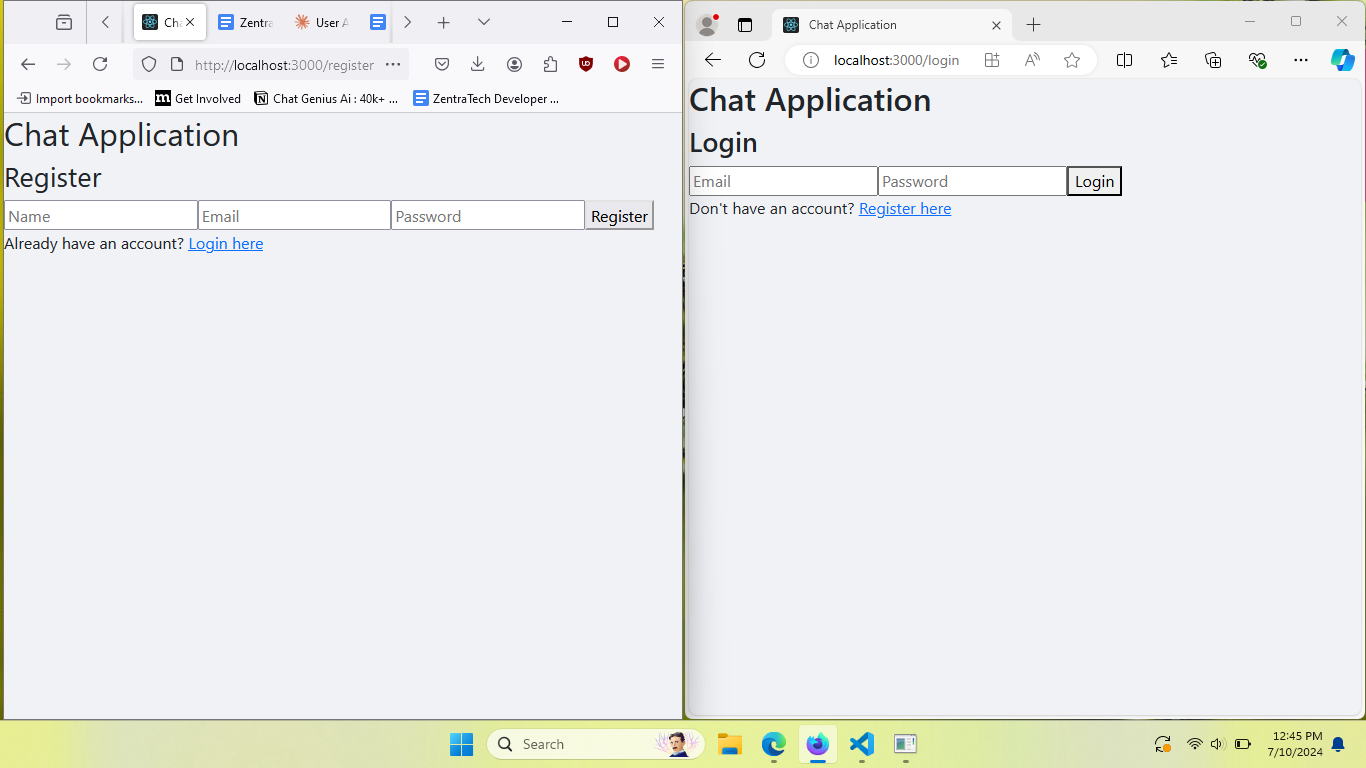 Cha
Zentra
User A
http://localhost:3000/register
Import bookmarks...
Get Involved
Chat Genius Ai : 40k+ ...
ZentraTech Developer ...
Chat Application
Register
Name
Email
Password
Register
Already have an account? Login here
Chat Application
localhost:3000/login
Chat Application
Login
Email
Password
Login
Don't have an account? Register here
Search
12:45 PM
7/10/2024